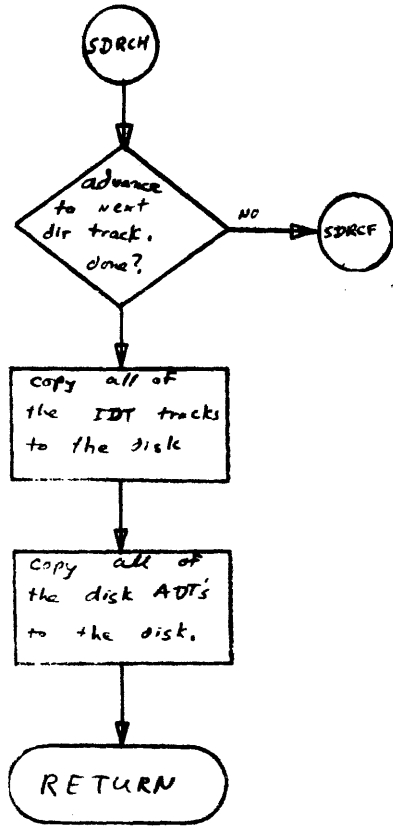 SDRCH
advance
to next
dir track.
done?
NO
SDRCF
copy all of
the IDT tracks
to the disk
copy all of
the disk ADT's
to the disk.
RETURN